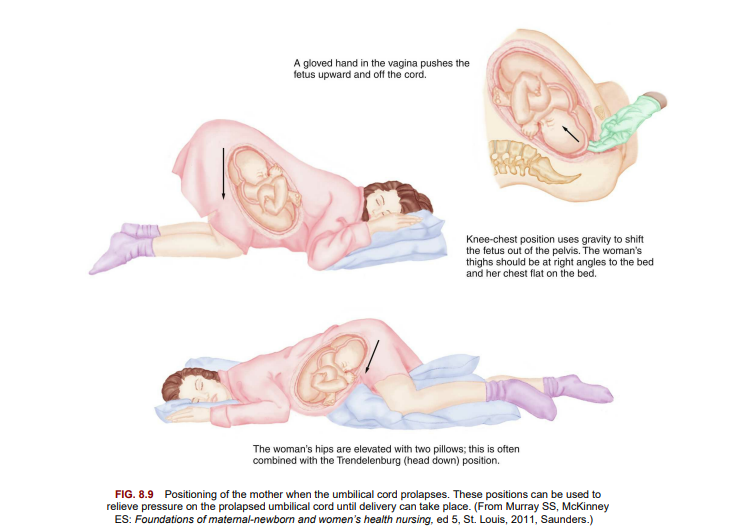 A gloved hand in the vagina pushes the
fetus upward and off the cord.
Knee-chest position uses gravity to shift
the fetus out of the pelvis. The woman's
thighs should be at right angles to the bed
and her chest flat on the bed.
The woman's hips are elevated with two pillows; this is often
combined with the Trendelenburg (head down) position.
FIG. 8.9 Positioning of the mother when the umbilical cord prolapses. These positions can be used to
relieve pressure on the prolapsed umbilical cord until delivery can take place. (From Murray SS, McKinney
ES: Foundations of maternal-newborn and women's health nursing, ed 5, St. Louis, 2011, Saunders.)